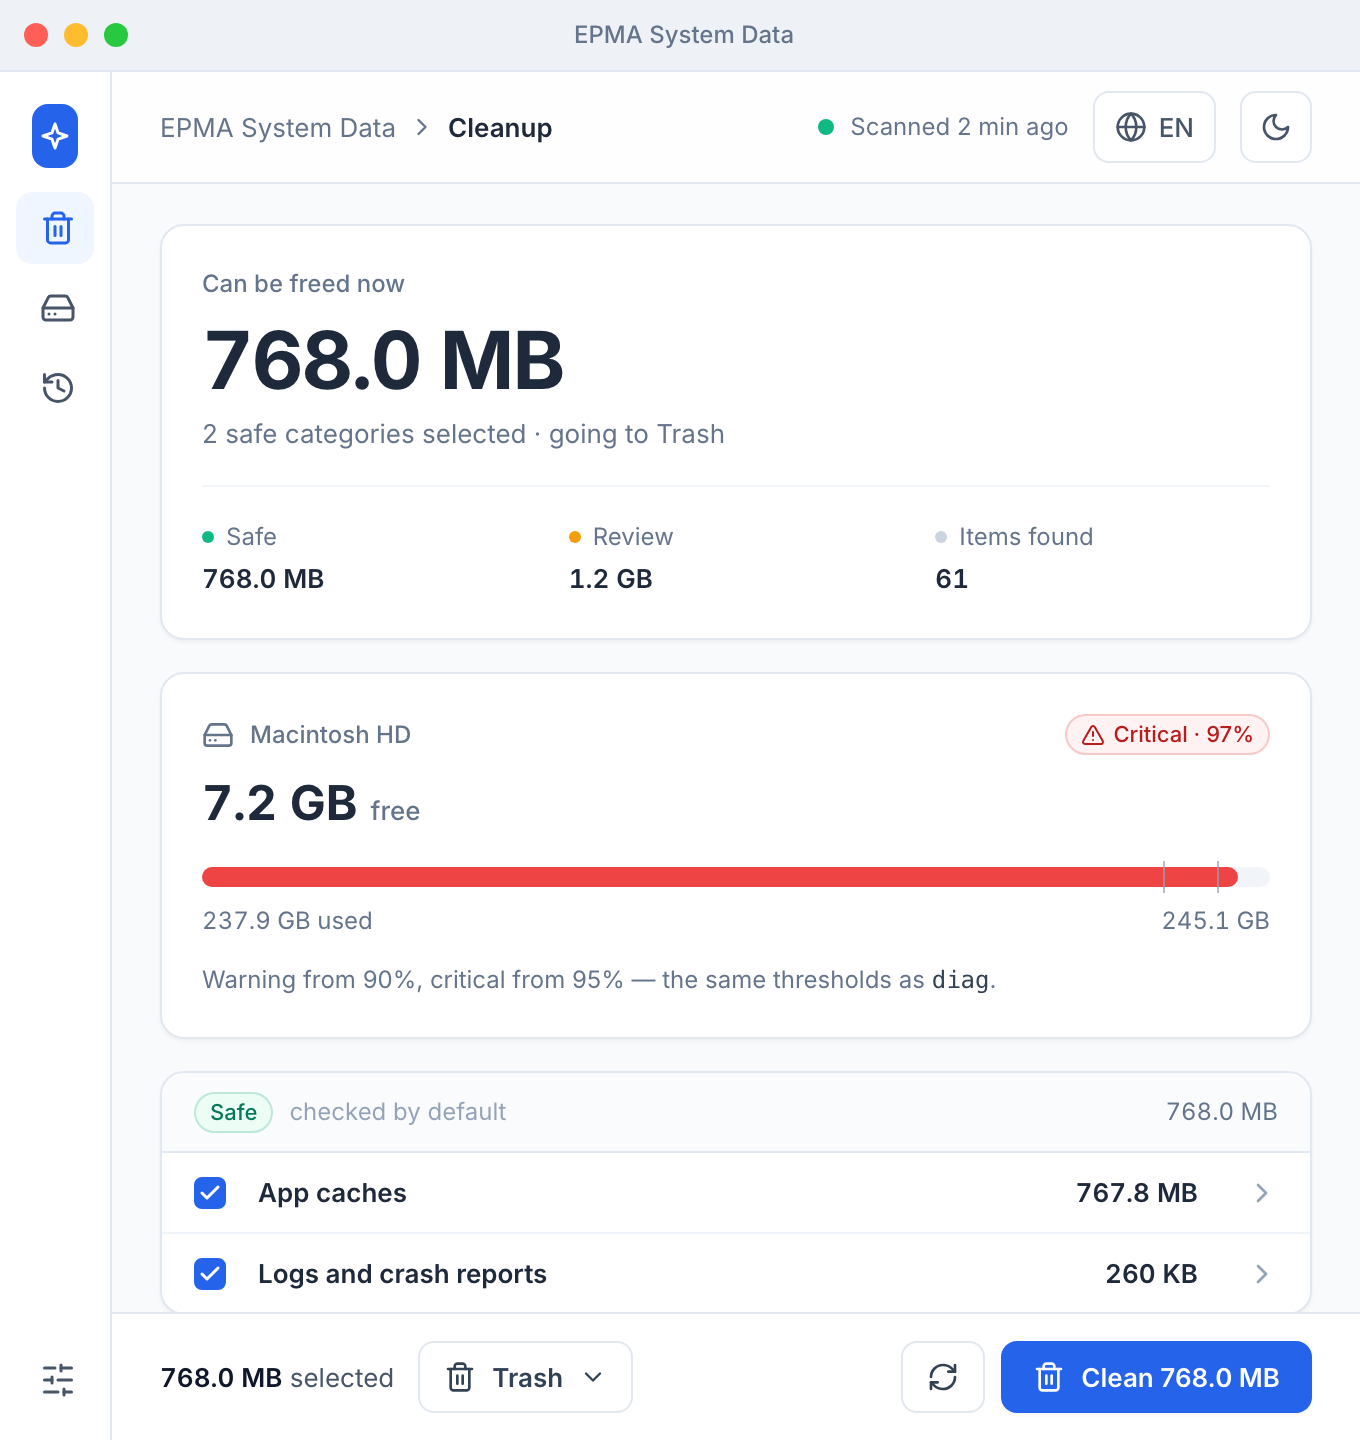 EPMA System Data
EPMA System Data > Cleanup
Scanned 2 min ago
EN
Can be freed now
768.0 MB
2 safe categories selected · going to Trash
Safe
768.0 MB
Review
1.2 GB
Items found
61
Macintosh HD
Critical · 97%
7.2 GB free
237.9 GB used
245.1 GB
Warning from 90%, critical from 95% — the same thresholds as diag.
Safe checked by default 768.0 MB
App caches 767.8 MB
Logs and crash reports 260 KB
768.0 MB selected
Trash
Clean 768.0 MB